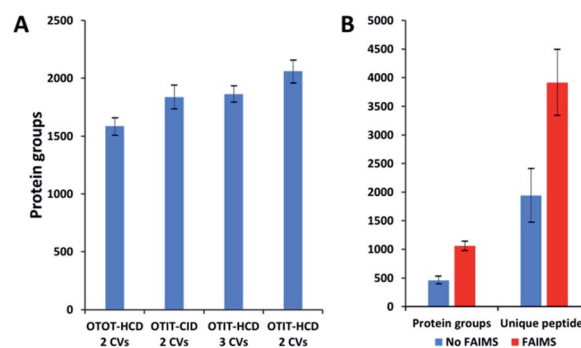 A
Protein groups
2500
2000
1500
1000
500
0
OTOT-HCD
2 CVs
OTIT-CID
2 CVs
OTIT-HCD
3 CVs
OTIT-HCD
2 CVs
B
5000
4500
4000
3500
3000
2500
2000
1500
1000
500
0
Protein groups
Unique peptide
No FAIMS
FAIMS